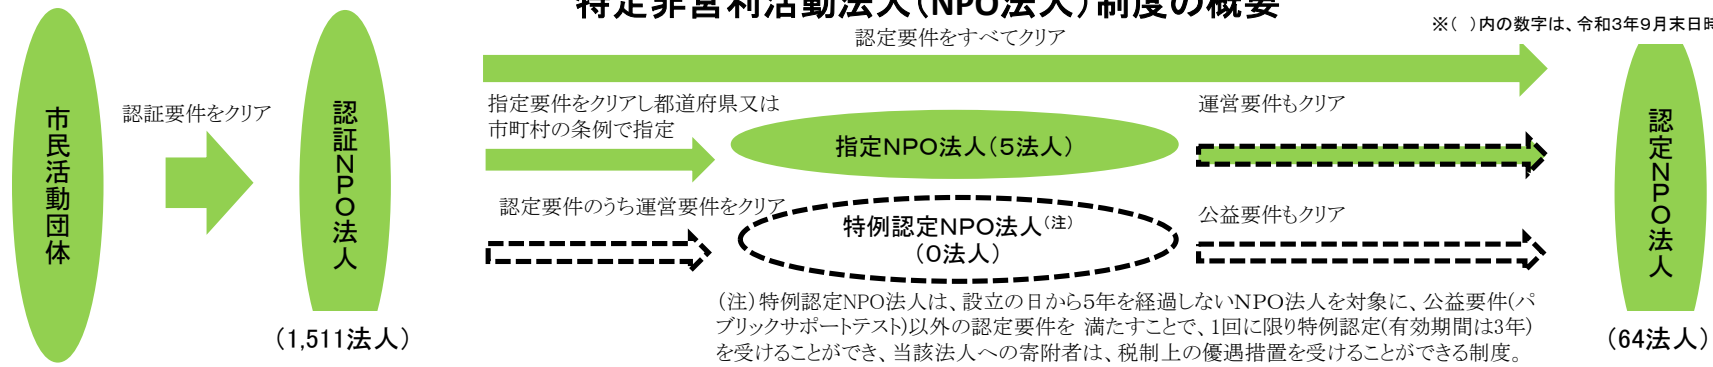 特定非営利活動法人(NPO法人)制度の概要
※( )内の数字は、令和3年9月末日時
認定要件をすべてクリア
市民活動団体
認証要件をクリア
認証NPO法人
(1,511法人)
指定要件をクリアし都道府県又は
市町村の条例で指定
指定NPO法人(5法人)
運営要件もクリア
認定要件のうち運営要件をクリア
特例認定NPO法人(注)
(0法人)
公益要件もクリア
認定NPO法人
(64法人)
(注)特例認定NPO法人は、設立の日から5年を経過しないNPO法人を対象に、公益要件(パ
ブリックサポートテスト)以外の認定要件を 満たすことで、1回に限り特例認定(有効期間は3年)
を受けることができ、当該法人への寄附者は、税制上の優遇措置を受けることができる制度。